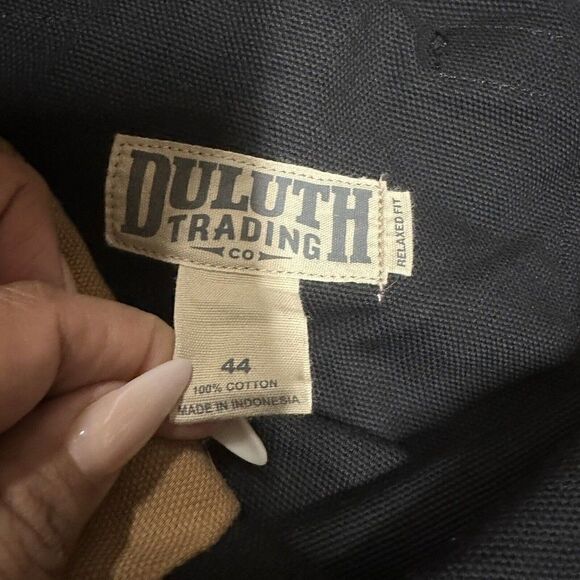 DULUTH
TRADING
CO
RELAXED FIT
44
100% COTTON
MADE IN INDONESIA